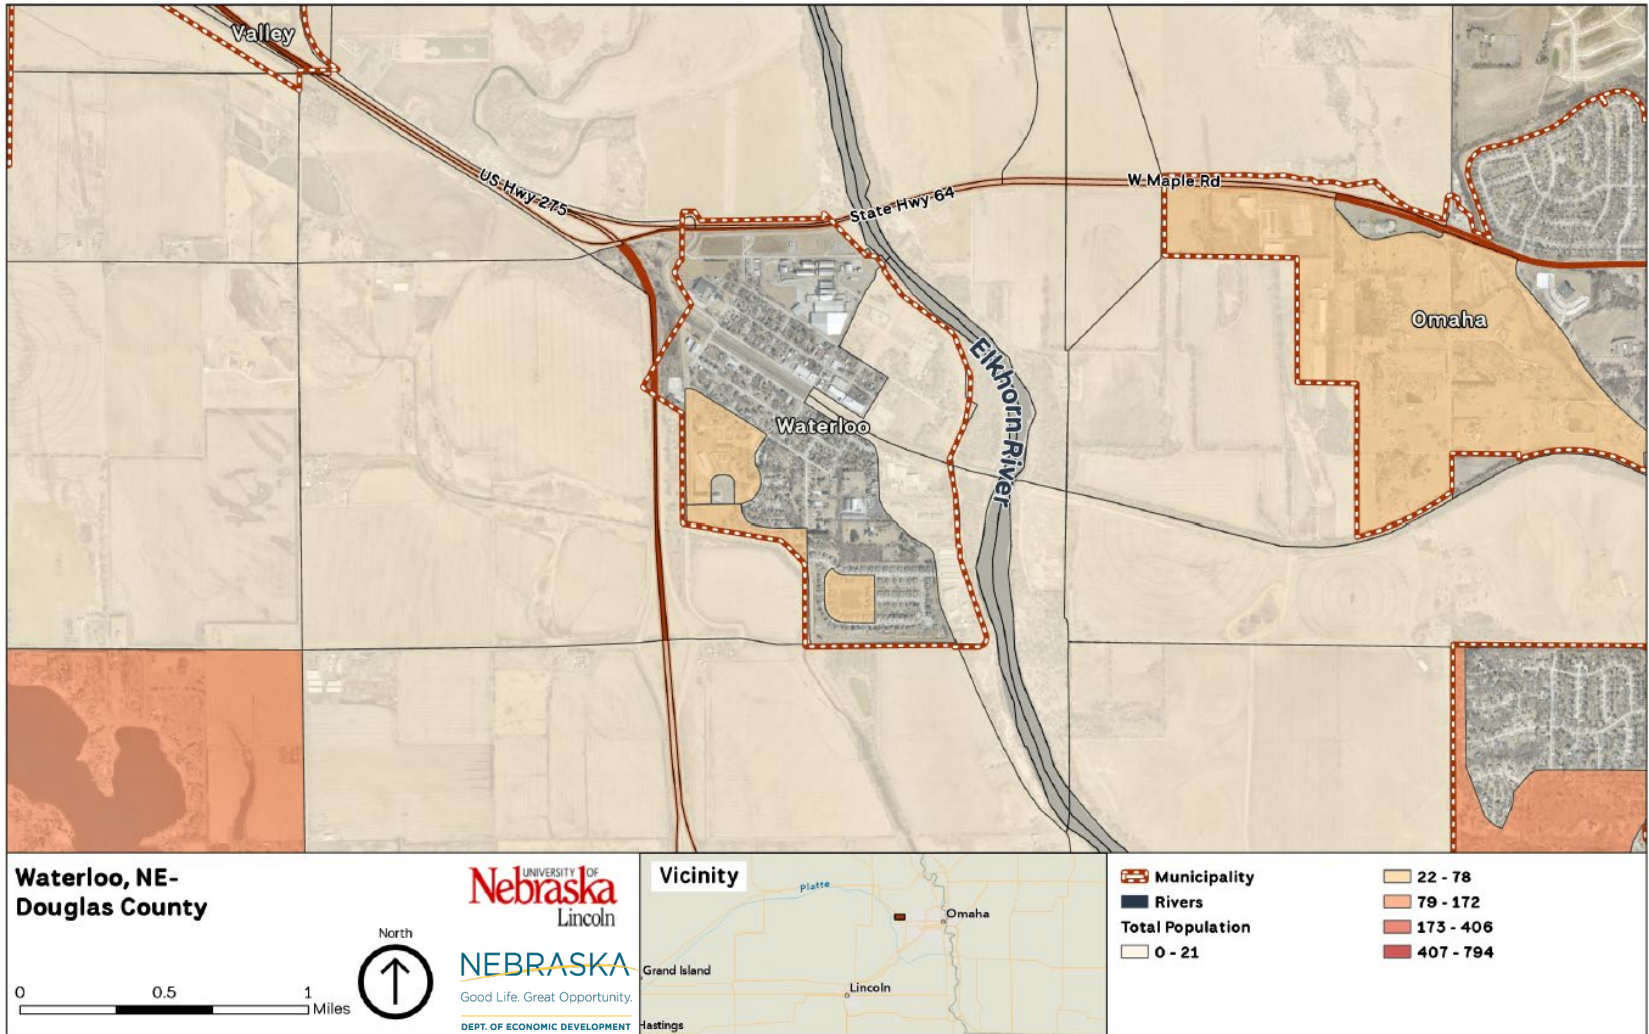 Valley
US Hwy 275
State Hwy 64
W Maple Rd
Omaha
Elkhorn River
Waterloo
Waterloo, NE-
Douglas County
North
0 0.5 1 Miles
UNIVERSITY OF
Nebraska
Lincoln
NEBRASKA
Good Life. Great Opportunity.
DEPT. OF ECONOMIC DEVELOPMENT
Vicinity
Platte
Omaha
Grand Island
Lincoln
Hastings
Municipality
Rivers
Total Population
0 - 21
22 - 78
79 - 172
173 - 406
407 - 794